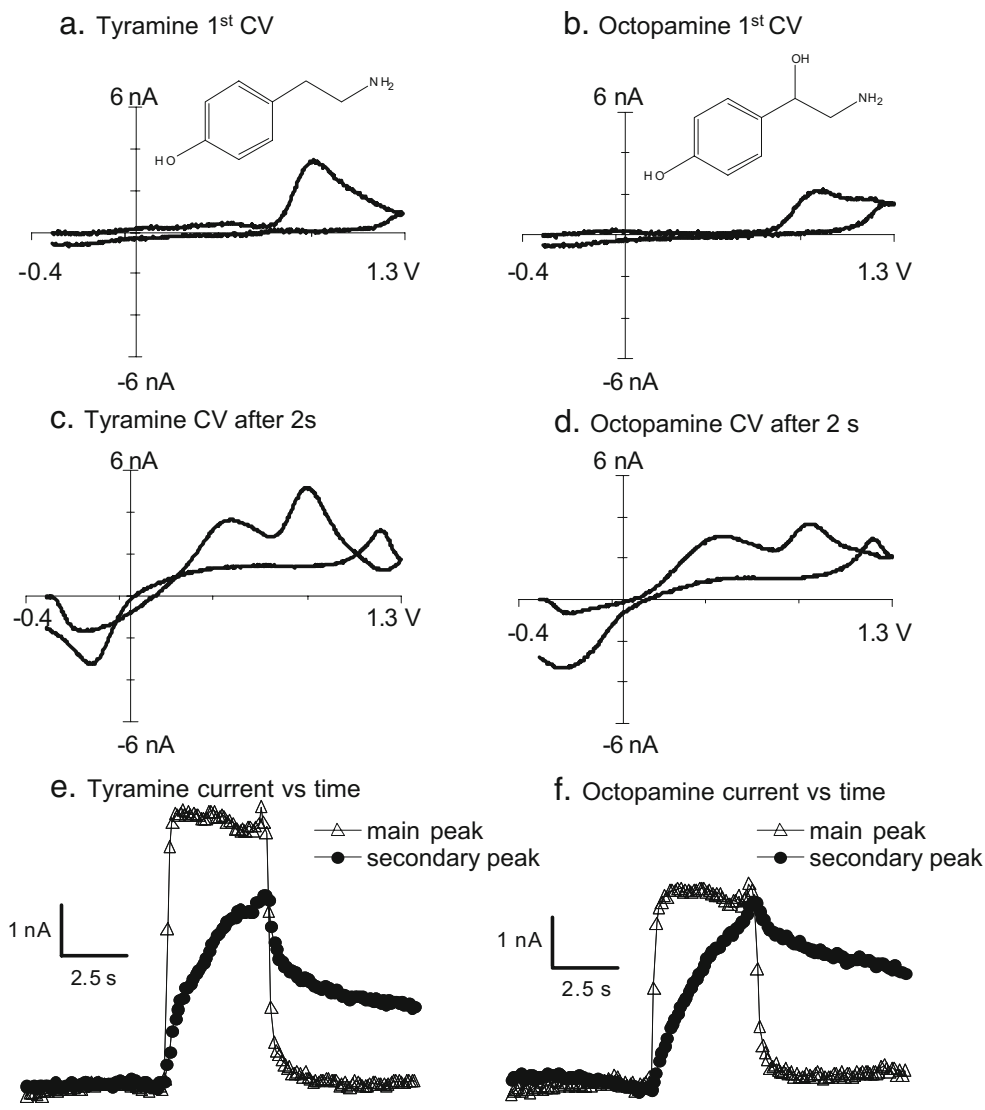 a. Tyramine 1st CV
b. Octopamine 1st CV
6 nA
NH2
HO
-0.4
1.3 V
-6 nA
6 nA
OH
NH2
HO
-0.4
1.3 V
-6 nA
c. Tyramine CV after 2s
d. Octopamine CV after 2 s
6 nA
-0.4
1.3 V
-6 nA
6 nA
-0.4
1.3 V
-6 nA
e. Tyramine current vs time
main peak
secondary peak
1 nA
2.5 s
f. Octopamine current vs time
main peak
secondary peak
1 nA
2.5 s